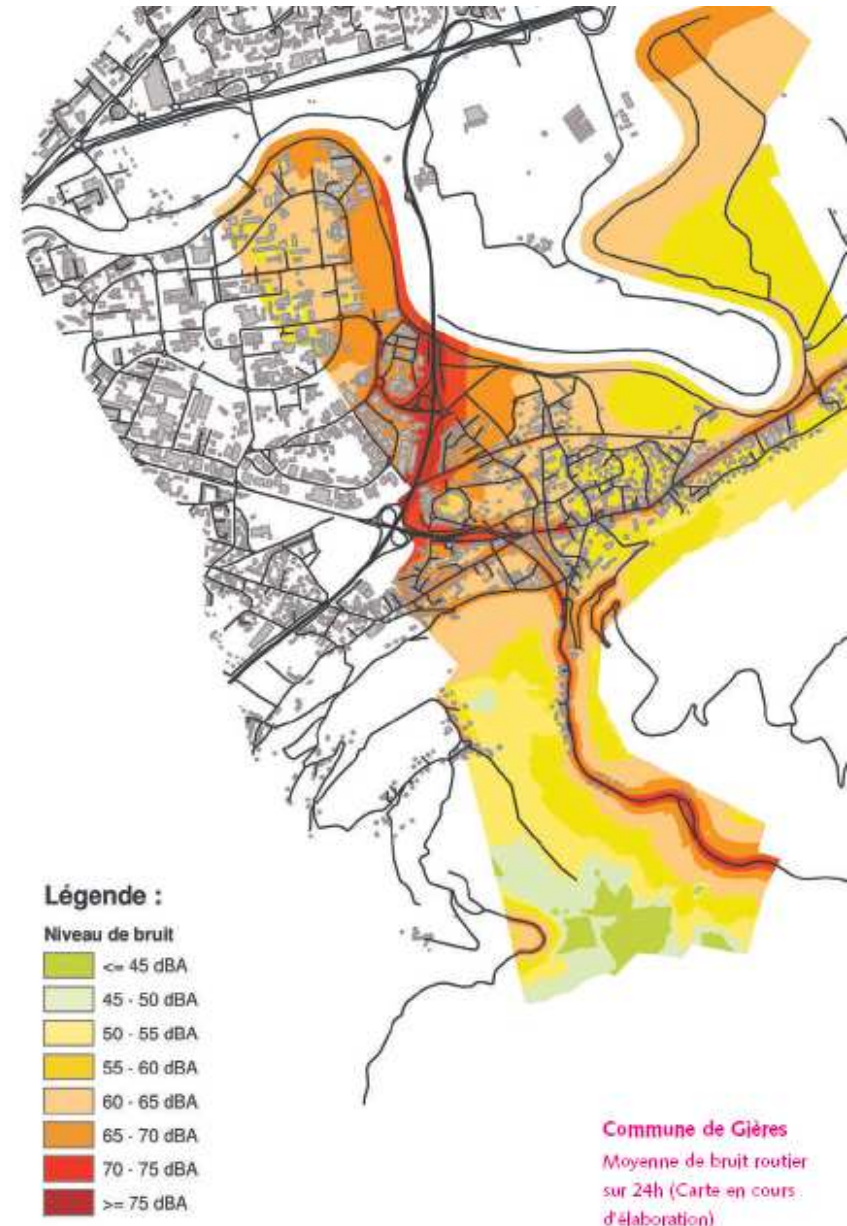 Légende :
Niveau de bruit
<= 45 dBA
45 - 50 dBA
50 - 55 dBA
55 - 60 dBA
60 - 65 dBA
65 - 70 dBA
70 - 75 dBA
>= 75 dBA
Commune de Gières
Moyenne de bruit routier
sur 24h (Carte en cours
d'élaboration)